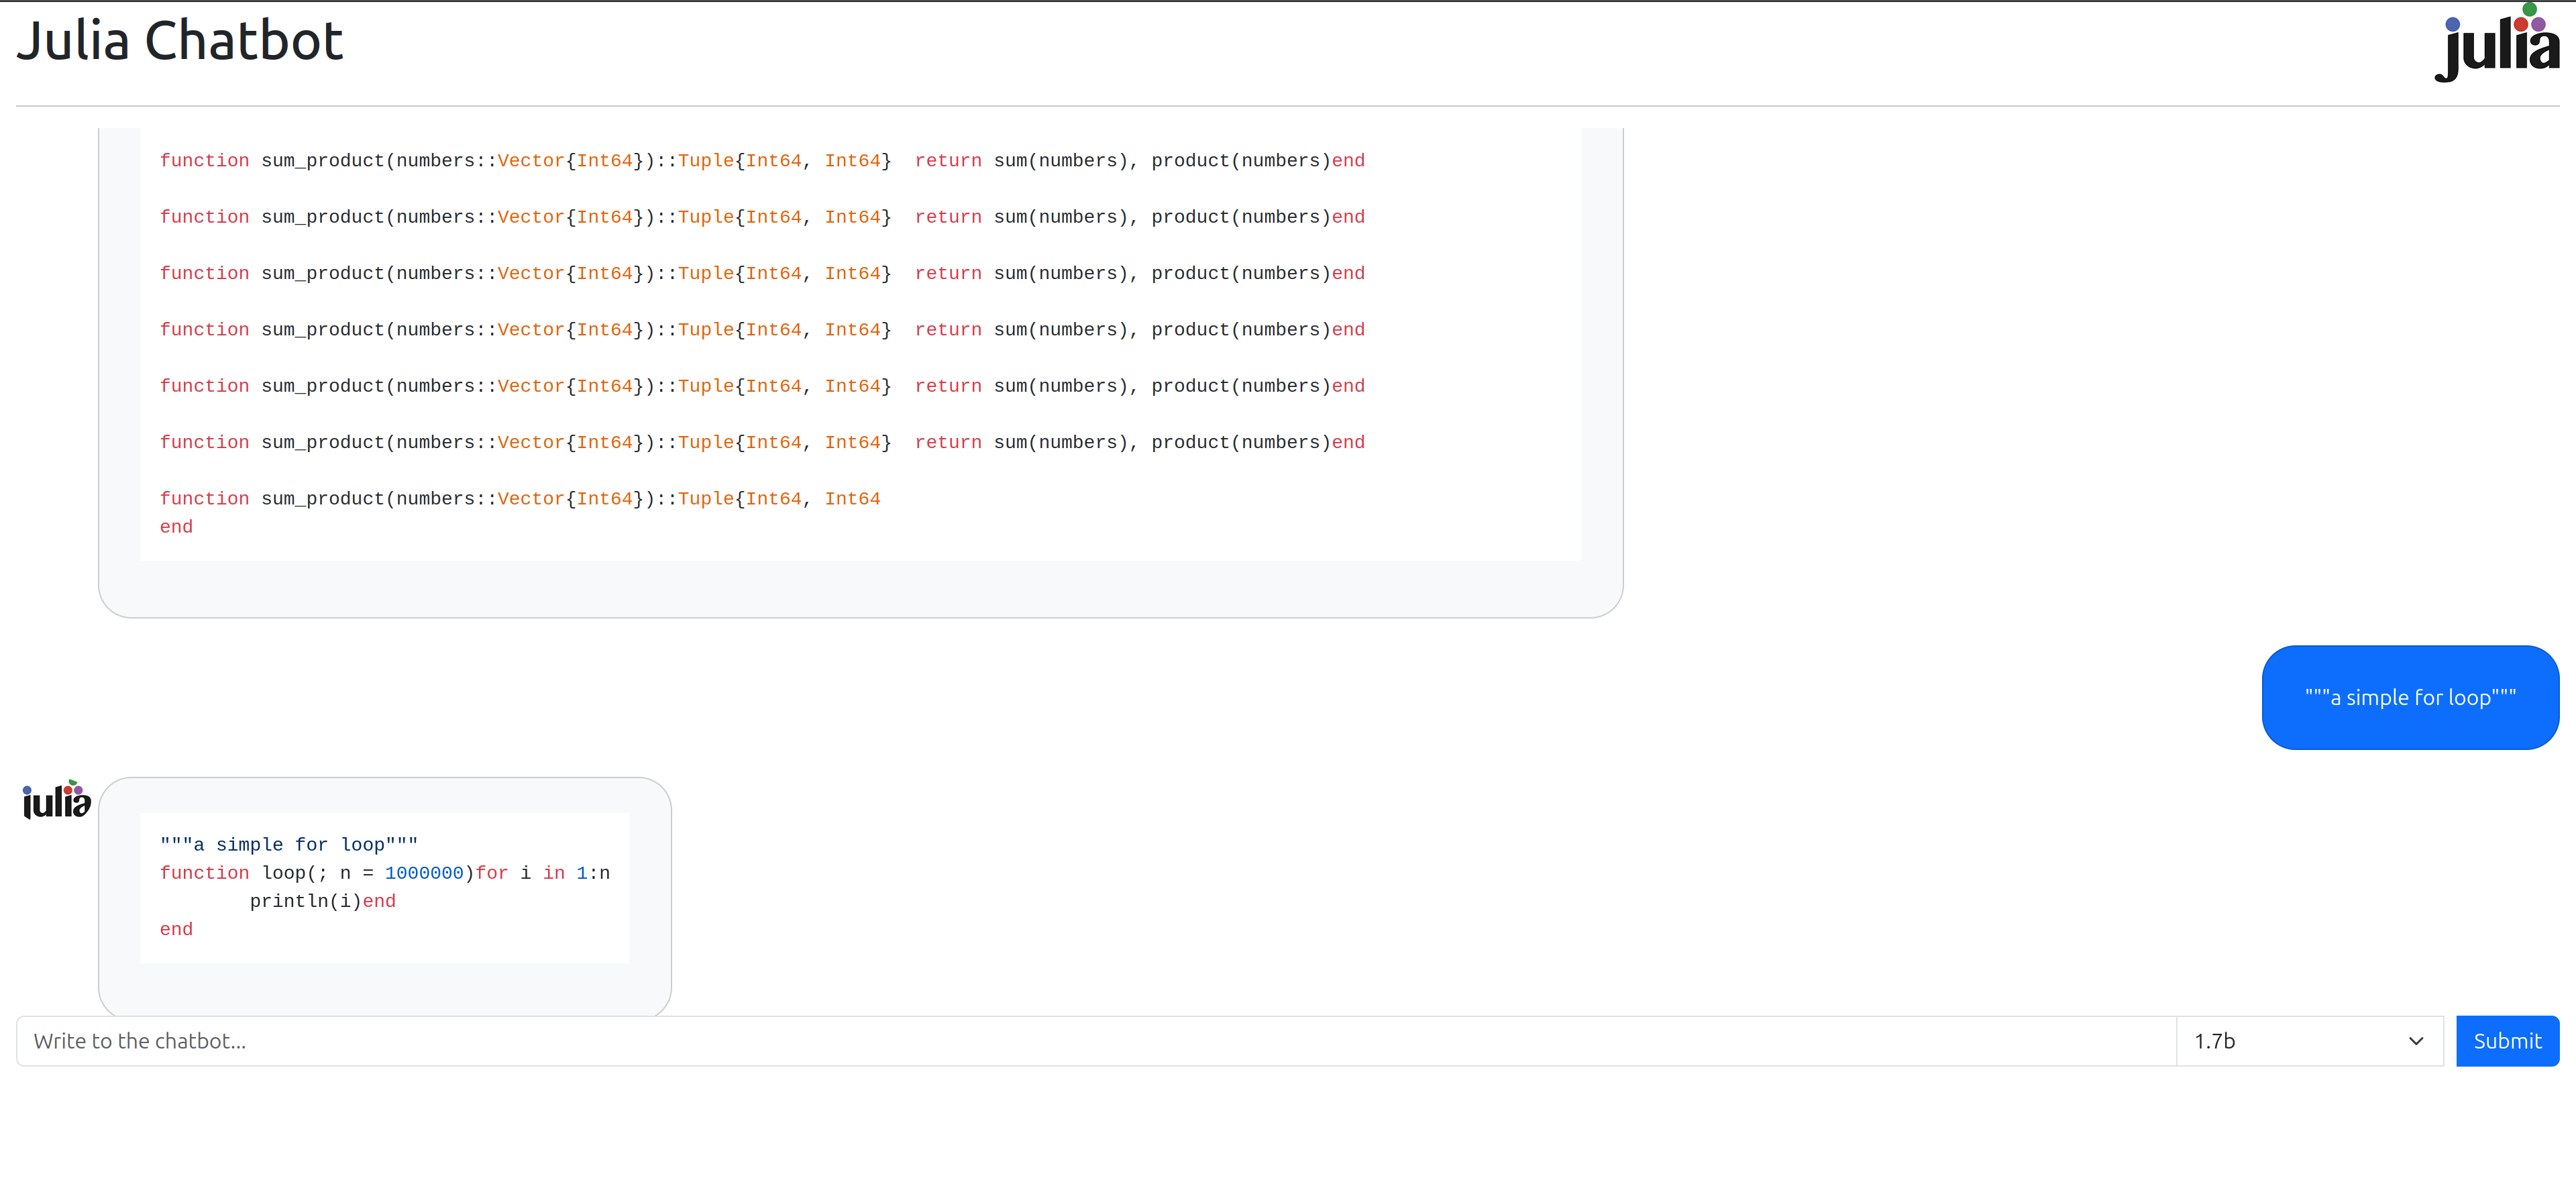 Julia Chatbot
julia
function sum_product(numbers::Vector{Int64})::Tuple{Int64, Int64}  return sum(numbers), product(numbers)end
function sum_product(numbers::Vector{Int64})::Tuple{Int64, Int64}  return sum(numbers), product(numbers)end
function sum_product(numbers::Vector{Int64})::Tuple{Int64, Int64}  return sum(numbers), product(numbers)end
function sum_product(numbers::Vector{Int64})::Tuple{Int64, Int64}  return sum(numbers), product(numbers)end
function sum_product(numbers::Vector{Int64})::Tuple{Int64, Int64}  return sum(numbers), product(numbers)end
function sum_product(numbers::Vector{Int64})::Tuple{Int64, Int64}  return sum(numbers), product(numbers)end
function sum_product(numbers::Vector{Int64})::Tuple{Int64, Int64
end
"""a simple for loop"""
julia
"""a simple for loop"""
function loop(; n = 1000000)for i in 1:n
        println(i)end
end
Write to the chatbot...
1.7b
Submit